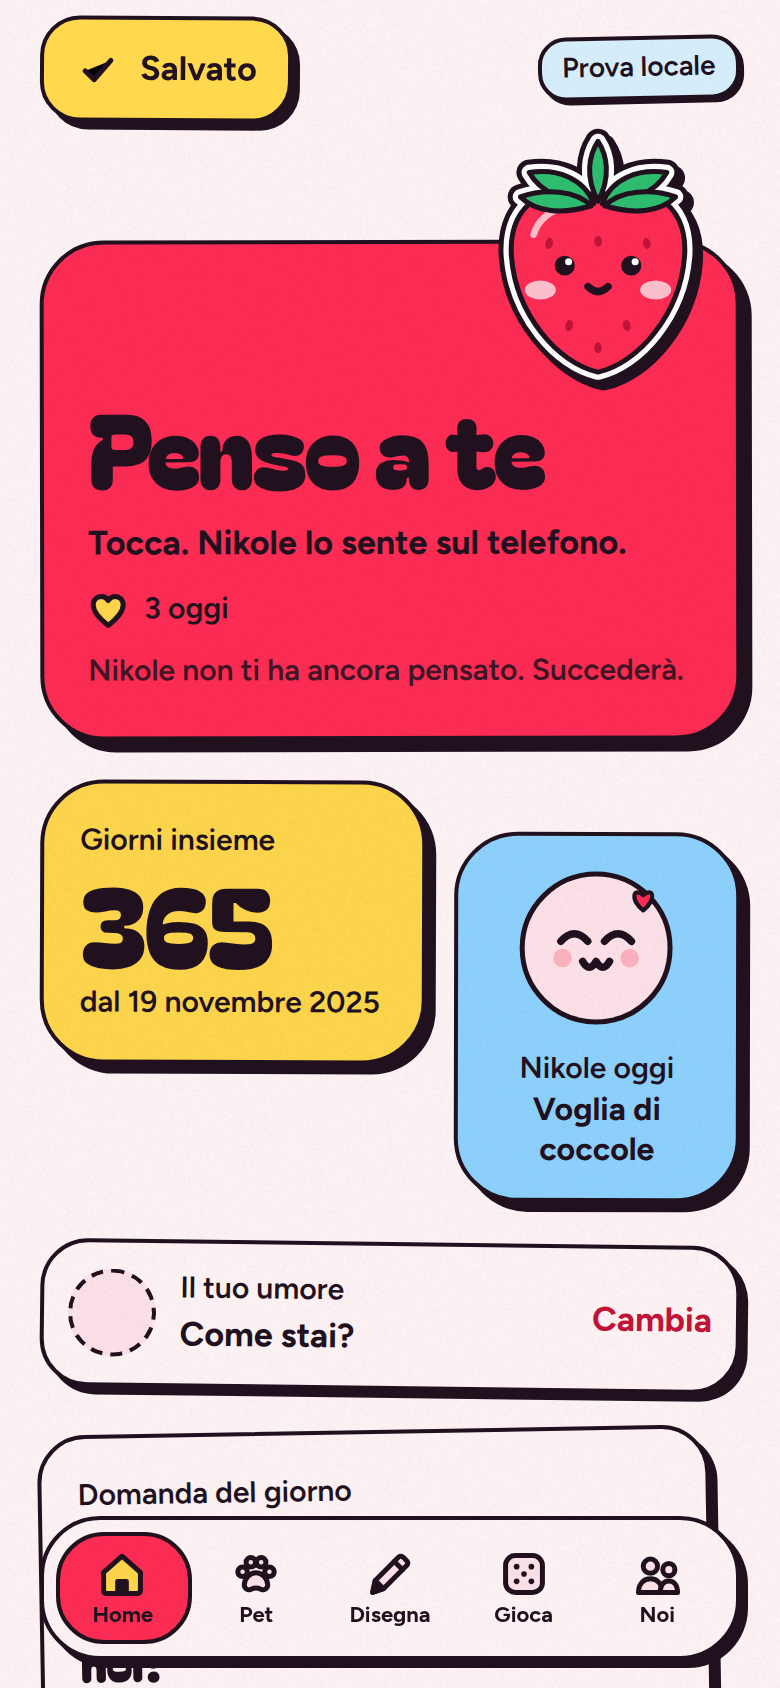 Salvato
Prova locale
Penso a te
Tocca. Nikole lo sente sul telefono.
3 oggi
Nikole non ti ha ancora pensato. Succederà.
Giorni insieme
365
dal 19 novembre 2025
Nikole oggi
Voglia di
coccole
Il tuo umore
Come stai?
Cambia
Domanda del giorno
Home
Pet
Disegna
Gioca
Noi